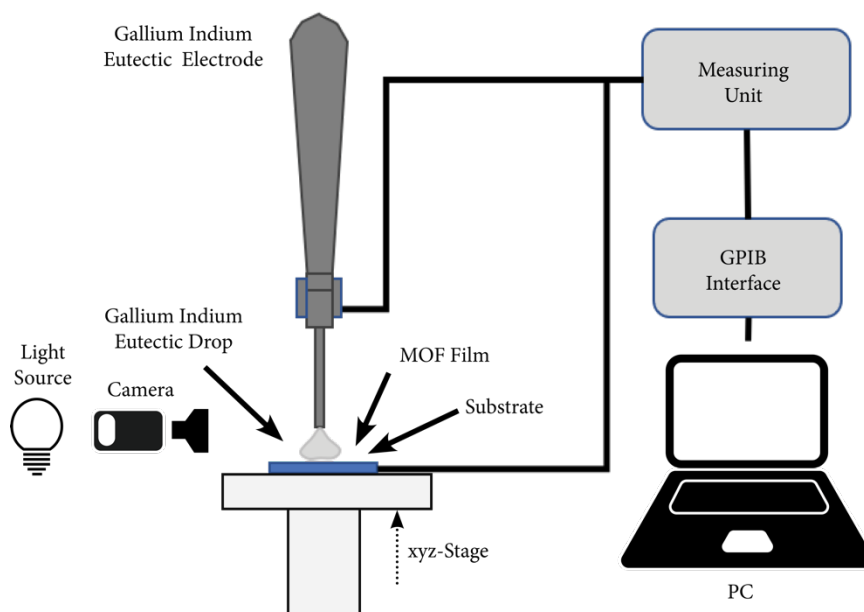 Gallium Indium
Eutectic Electrode
Measuring
Unit
GPIB
Interface
Gallium Indium
Eutectic Drop
MOF Film
Light
Source
Camera
Substrate
xyz-Stage
PC